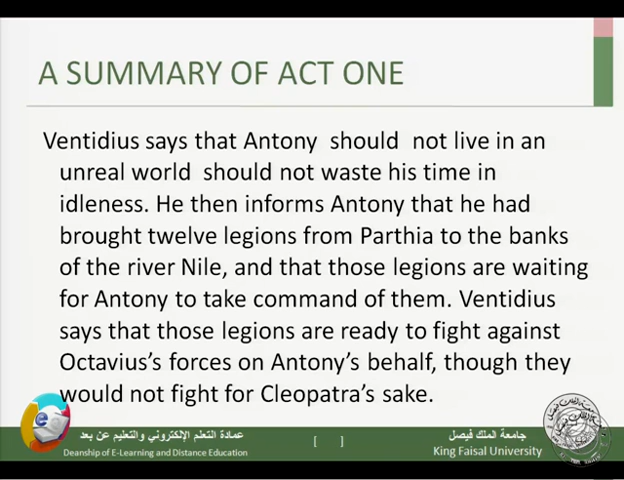 A SUMMARY OF ACT ONE
Ventidius says that Antony should not live in an
unreal world should not waste his time in
idleness. He then informs Antony that he had
brought twelve legions from Parthia to the banks
of the river Nile, and that those legions are waiting
for Antony to take command of them. Ventidius
says that those legions are ready to fight against
Octavius's forces on Antony's behalf, though they
would not fight for Cleopatra's sake.
عمادة التعلم الإلكتروني والتعليم عن بعد
Deanship of E-Learning and Distance Education
[ ]
جامعة الملك فيصل
King Faisal University